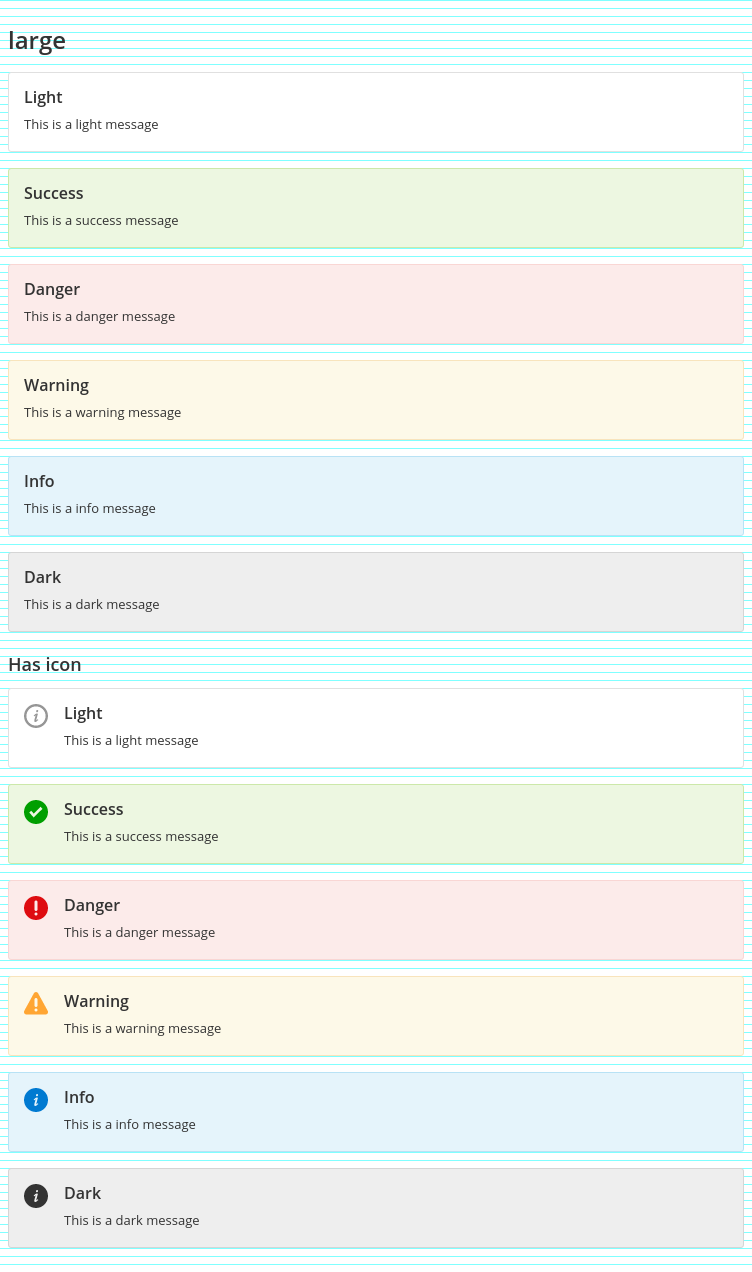 large
Light
This is a light message
Success
This is a success message
Danger
This is a danger message
Warning
This is a warning message
Info
This is a info message
Dark
This is a dark message
Has icon
Light
This is a light message
Success
This is a success message
Danger
This is a danger message
Warning
This is a warning message
Info
This is a info message
Dark
This is a dark message